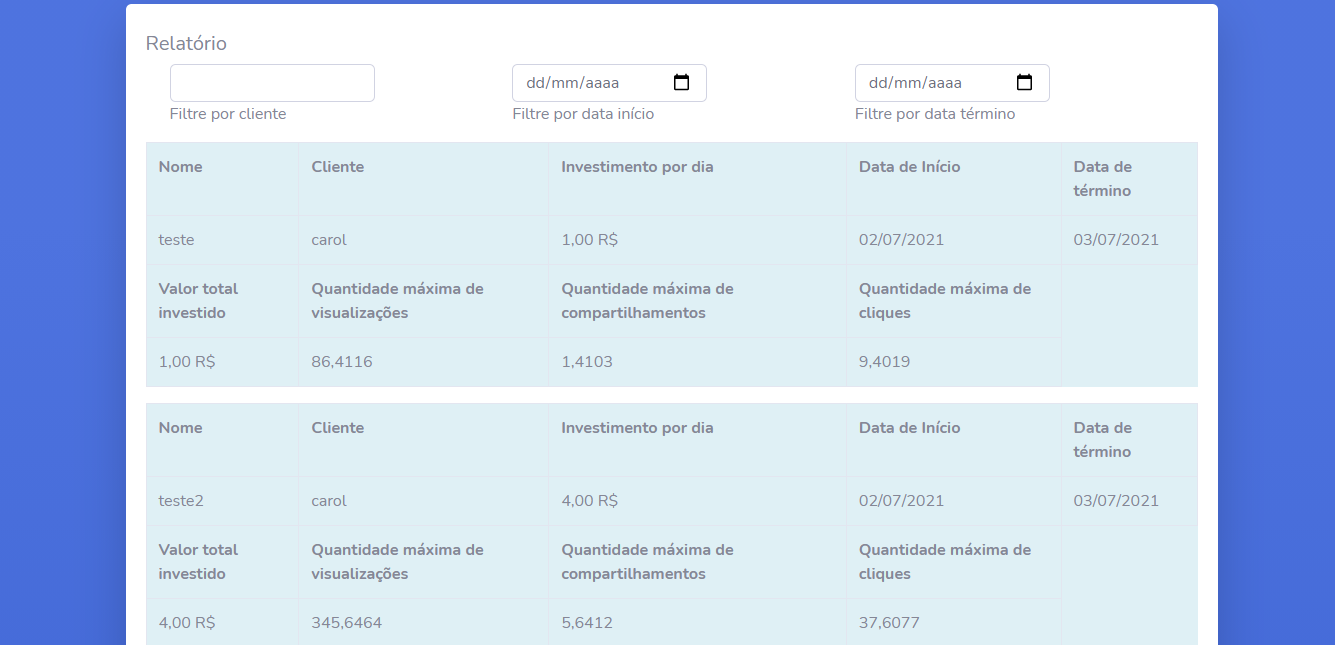 Relatório
dd/mm/aaaa dd/mm/aaaa
Filtre por cliente Filtre por data início Filtre por data término
Nome Cliente Investimento por dia Data de Início Data de
término
teste carol 1,00 R$ 02/07/2021 03/07/2021
Valor total Quantidade máxima de Quantidade máxima de Quantidade máxima de
investido visualizações compartilhamentos cliques
1,00 R$ 86,4116 1,4103 9,4019
Nome Cliente Investimento por dia Data de Início Data de
término
teste2 carol 4,00 R$ 02/07/2021 03/07/2021
Valor total Quantidade máxima de Quantidade máxima de Quantidade máxima de
investido visualizações compartilhamentos cliques
4,00 R$ 345,6464 5,6412 37,6077